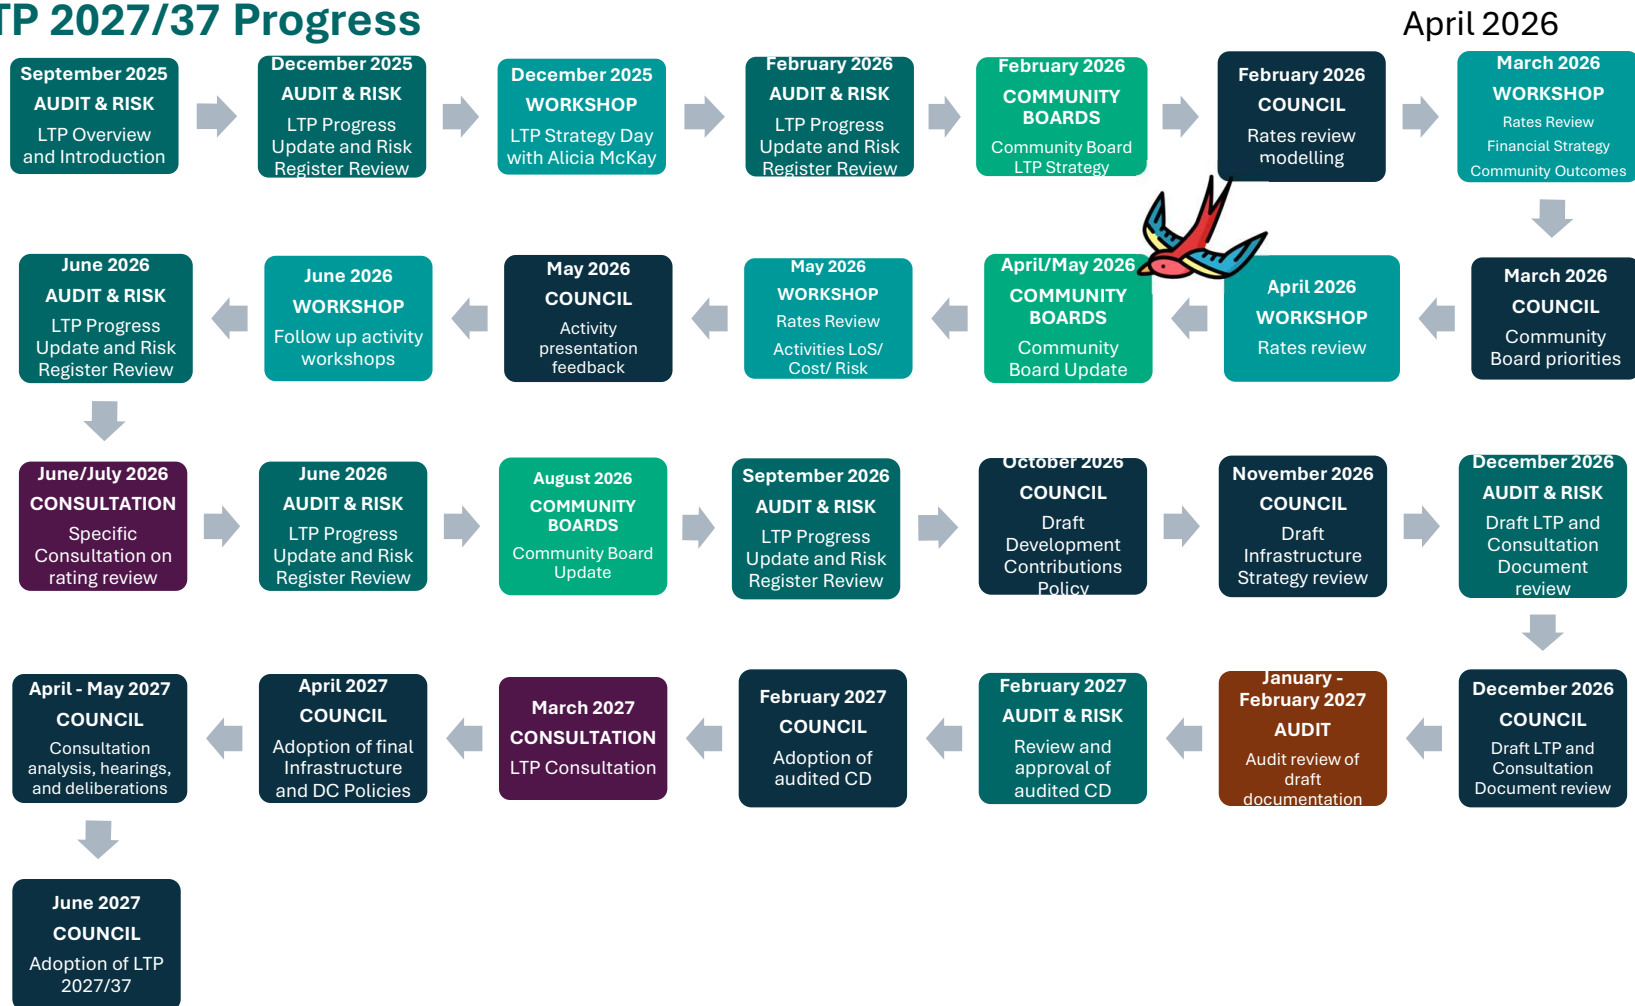 TP 2027/37 Progress
April 2026
September 2025
AUDIT & RISK
LTP Overview
and Introduction
December 2025
AUDIT & RISK
LTP Progress
Update and Risk
Register Review
December 2025
WORKSHOP
LTP Strategy Day
with Alicia McKay
February 2026
AUDIT & RISK
LTP Progress
Update and Risk
Register Review
February 2026
COMMUNITY
BOARDS
Community Board
LTP Strategy
February 2026
COUNCIL
Rates review
modelling
March 2026
WORKSHOP
Rates Review
Financial Strategy
Community Outcomes
March 2026
COUNCIL
Community
Board priorities
April 2026
WORKSHOP
Rates review
April/May 2026
COMMUNITY
BOARDS
Community
Board Update
May 2026
WORKSHOP
Rates Review
Activities LoS/
Cost/ Risk
May 2026
COUNCIL
Activity
presentation
feedback
June 2026
WORKSHOP
Follow up activity
workshops
June 2026
AUDIT & RISK
LTP Progress
Update and Risk
Register Review
June/July 2026
CONSULTATION
Specific
Consultation on
rating review
June 2026
AUDIT & RISK
LTP Progress
Update and Risk
Register Review
August 2026
COMMUNITY
BOARDS
Community Board
Update
September 2026
AUDIT & RISK
LTP Progress
Update and Risk
Register Review
October 2026
COUNCIL
Draft
Development
Contributions
Policy
November 2026
COUNCIL
Draft
Infrastructure
Strategy review
December 2026
AUDIT & RISK
Draft LTP and
Consultation
Document
review
December 2026
COUNCIL
Draft LTP and
Consultation
Document review
January -
February 2027
AUDIT
Audit review of
draft
documentation
February 2027
AUDIT & RISK
Review and
approval of
audited CD
February 2027
COUNCIL
Adoption of
audited CD
March 2027
CONSULTATION
LTP Consultation
April 2027
COUNCIL
Adoption of final
Infrastructure
and DC Policies
April - May 2027
COUNCIL
Consultation
analysis, hearings,
and deliberations
June 2027
COUNCIL
Adoption of LTP
2027/37